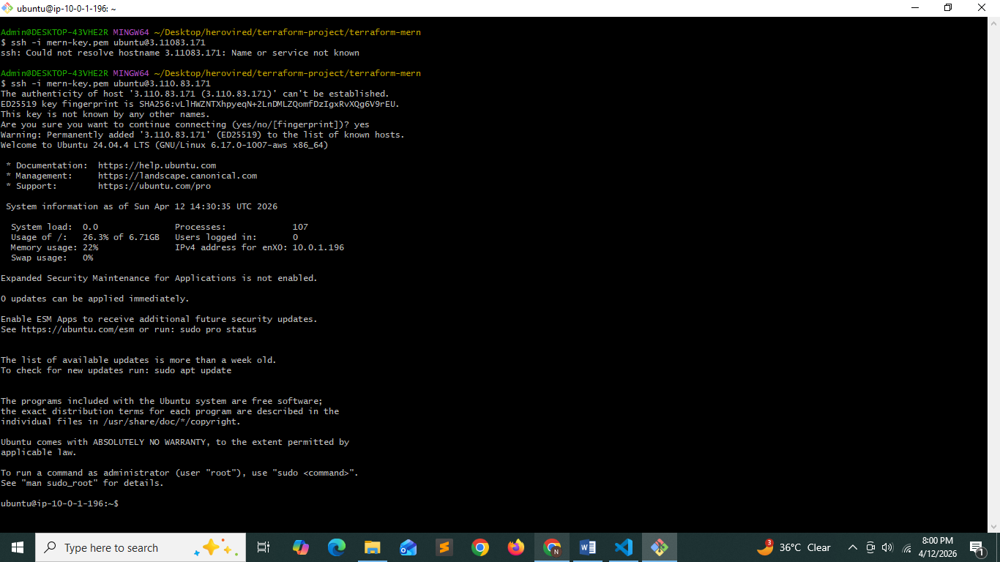 ubuntu@ip-10-0-1-196: ~
Admin@DESKTOP-43VHE2R MINGW64 ~/Desktop/herovired/terraform-project/terraform-mern
$ ssh -i mern-key.pem ubuntu@3.11083.171
ssh: Could not resolve hostname 3.11083.171: Name or service not known
Admin@DESKTOP-43VHE2R MINGW64 ~/Desktop/herovired/terraform-project/terraform-mern
$ ssh -i mern-key.pem ubuntu@3.110.83.171
The authenticity of host '3.110.83.171 (3.110.83.171)' can't be established.
ED25519 key fingerprint is SHA256:vLlHWZNTXhpyeqN+2LnDMLZQomfDzIgxRvXQg6V9rEU.
This key is not known by any other names.
Are you sure you want to continue connecting (yes/no/[fingerprint])? yes
Warning: Permanently added '3.110.83.171' (ED25519) to the list of known hosts.
Welcome to Ubuntu 24.04.4 LTS (GNU/Linux 6.17.0-1007-aws x86_64)
* Documentation:  https://help.ubuntu.com
* Management:     https://landscape.canonical.com
* Support:        https://ubuntu.com/pro
System information as of Sun Apr 12 14:30:35 UTC 2026
System load:  0.0               Processes:             107
Usage of /:   26.3% of 6.71GB   Users logged in:       0
Memory usage: 22%               IPv4 address for enX0: 10.0.1.196
Swap usage:   0%
Expanded Security Maintenance for Applications is not enabled.
0 updates can be applied immediately.
Enable ESM Apps to receive additional future security updates.
See https://ubuntu.com/esm or run: sudo pro status
The list of available updates is more than a week old.
To check for new updates run: sudo apt update
The programs included with the Ubuntu system are free software;
the exact distribution terms for each program are described in the
individual files in /usr/share/doc/*/copyright.
Ubuntu comes with ABSOLUTELY NO WARRANTY, to the extent permitted by
applicable law.
To run a command as administrator (user "root"), use "sudo <command>".
See "man sudo_root" for details.
ubuntu@ip-10-0-1-196:~$
Type here to search
3
36°C Clear
8:00 PM
4/12/2026
1